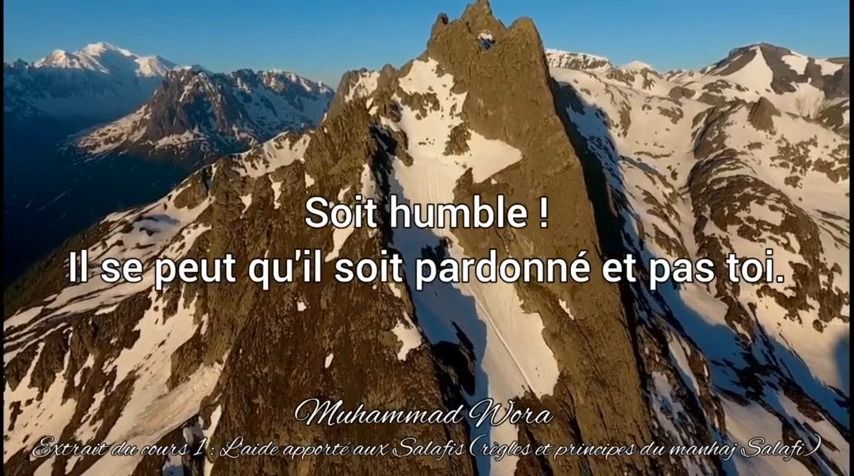 Soit humble !
Il se peut qu'il soit pardonné et pas toi.
Muhammad Wora
Extrait du cours 1 : L'aide apporté aux Salafis (règles et principes du manhaj Salafi)